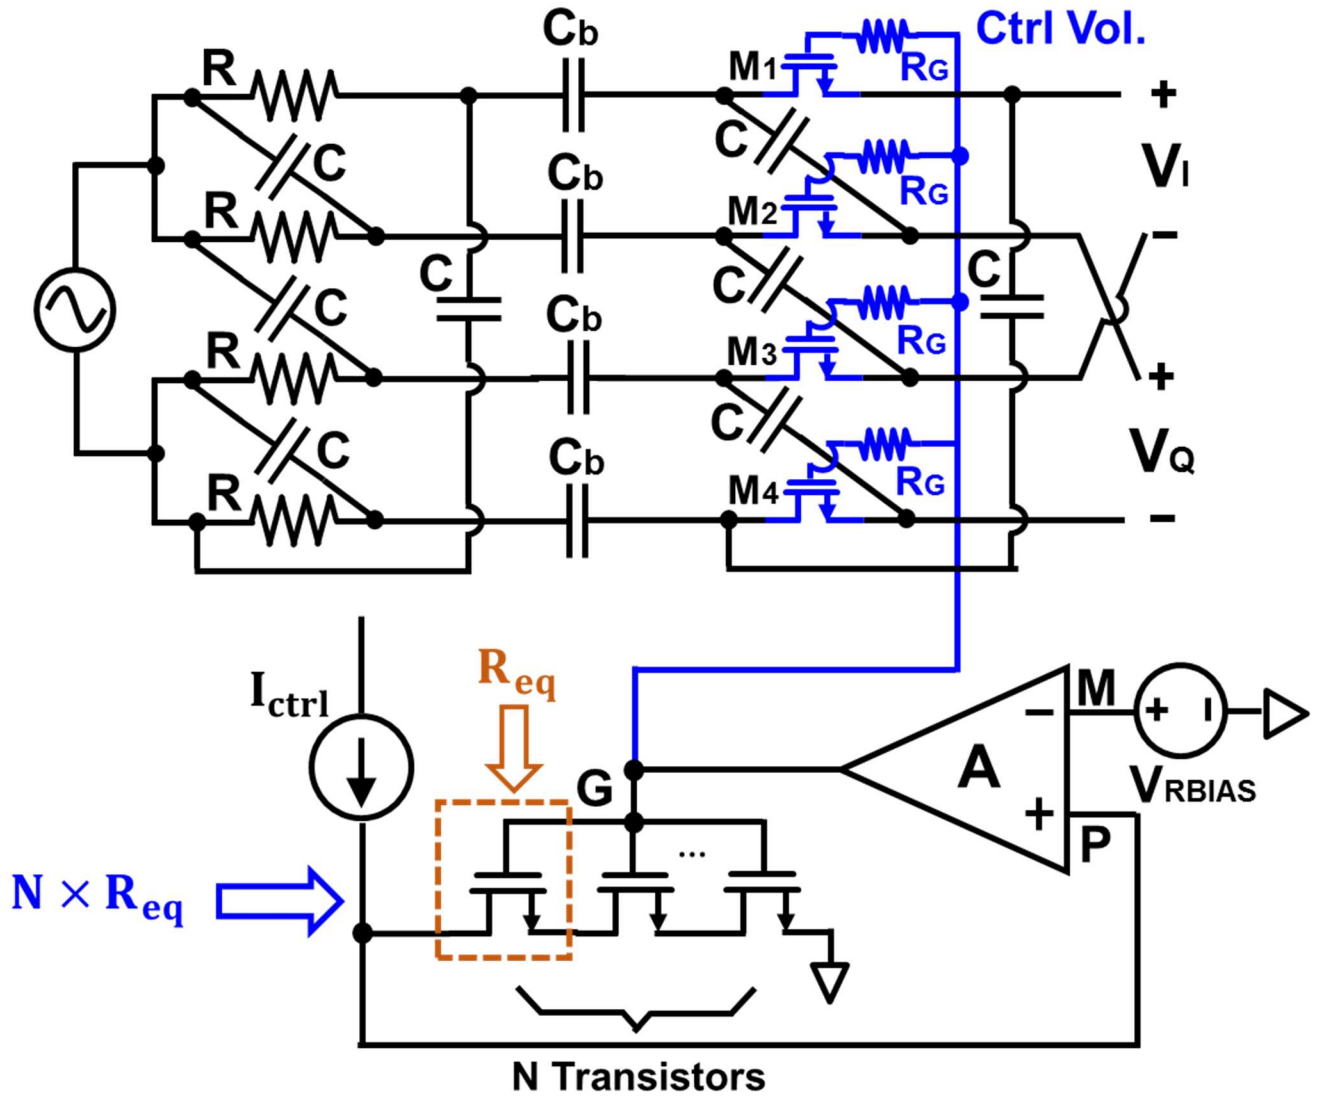 Cb
Ctrl Vol.
R
M1
RG
+
C
C
VI
Cb
RG
R
M2
−
C
C
C
C
Cb
RG
R
M3
+
C
C
VQ
Cb
RG
R
M4
−
Req
Ictrl
M
−
+
I
A
G
VRBIAS
+
P
...
N × Req
N Transistors